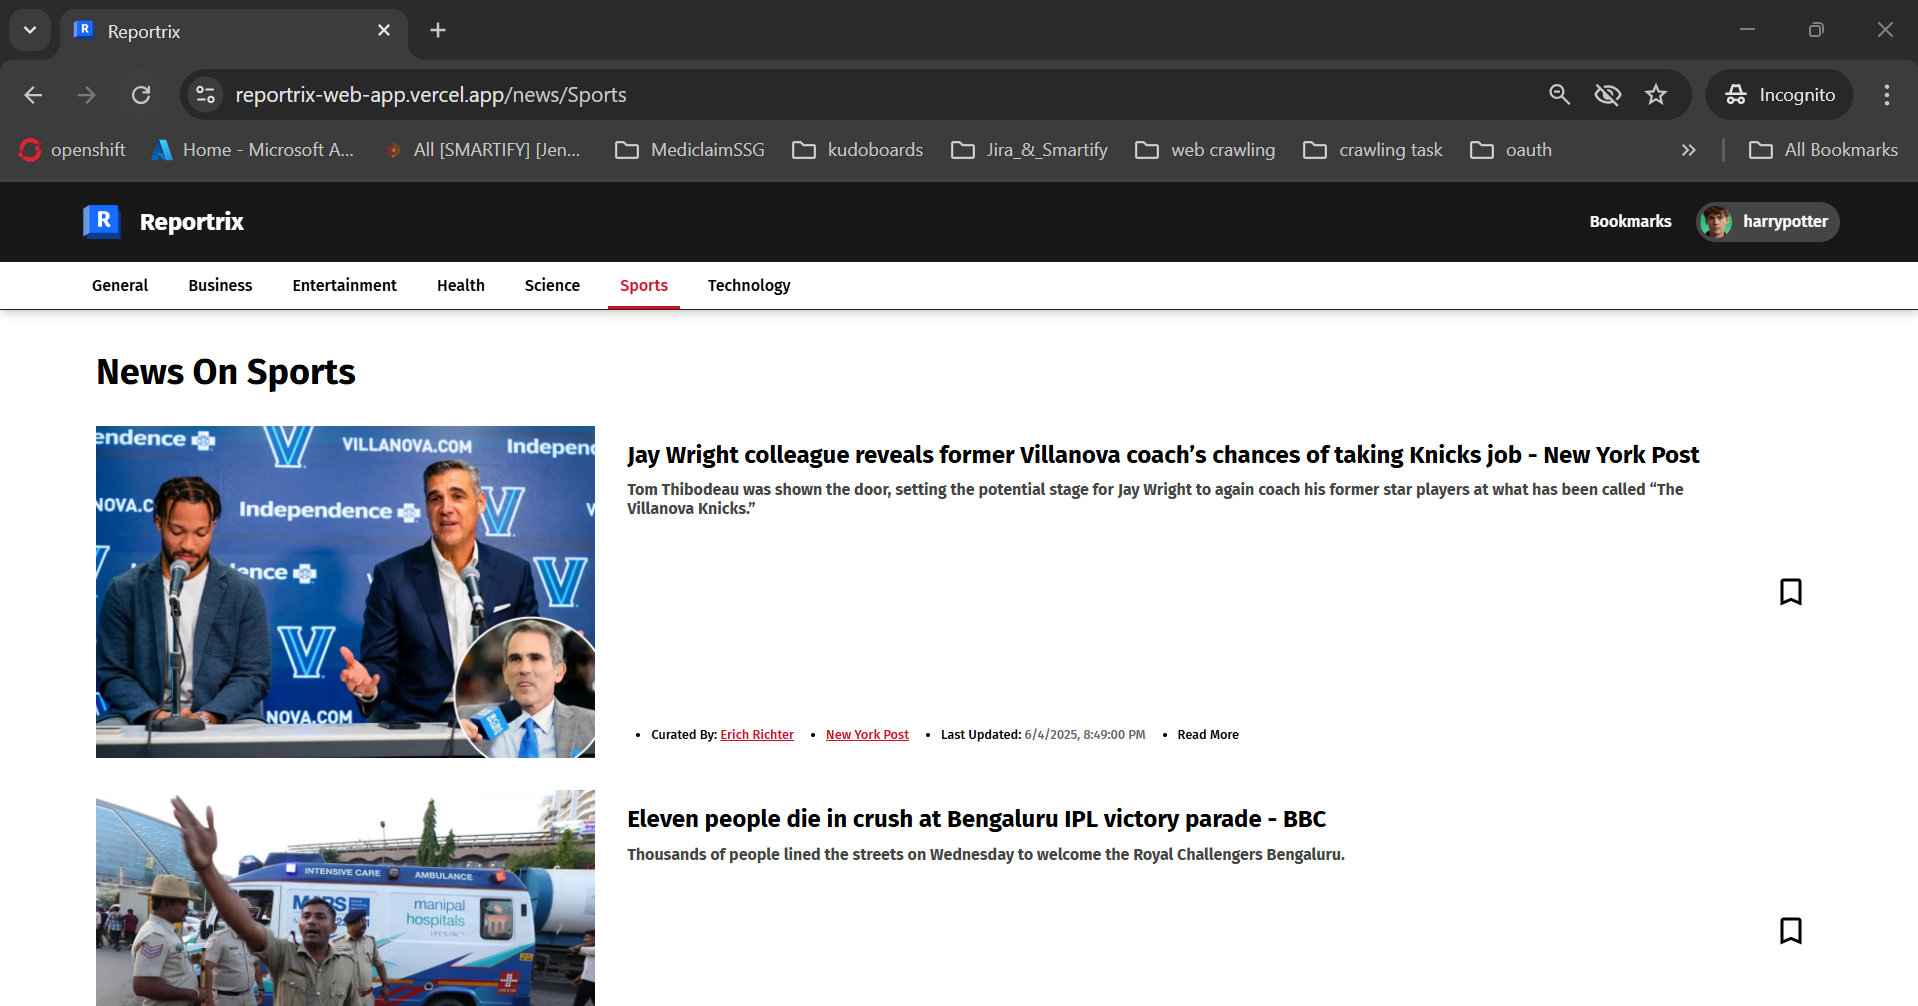 Reportrix
reportrix-web-app.vercel.app/news/Sports
Incognito
openshift
Home - Microsoft A...
All [SMARTIFY] [Jen...
MediclaimSSG
kudoboards
Jira_&_Smartify
web crawling
crawling task
oauth
All Bookmarks
R
Reportrix
Bookmarks
harrypotter
General
Business
Entertainment
Health
Science
Sports
Technology
News On Sports
endence
VILLANOVA.COM
Indepen
NOVA.C
Independence
ence
NOVA.COM
Jay Wright colleague reveals former Villanova coach’s chances of taking Knicks job - New York Post
Tom Thibodeau was shown the door, setting the potential stage for Jay Wright to again coach his former star players at what has been called “The
Villanova Knicks.”
• Curated By: Erich Richter • New York Post • Last Updated: 6/4/2025, 8:49:00 PM • Read More
INTENSIVE CARE AMBULANCE
manipal
hospitals
LIFE'S ON
Eleven people die in crush at Bengaluru IPL victory parade - BBC
Thousands of people lined the streets on Wednesday to welcome the Royal Challengers Bengaluru.